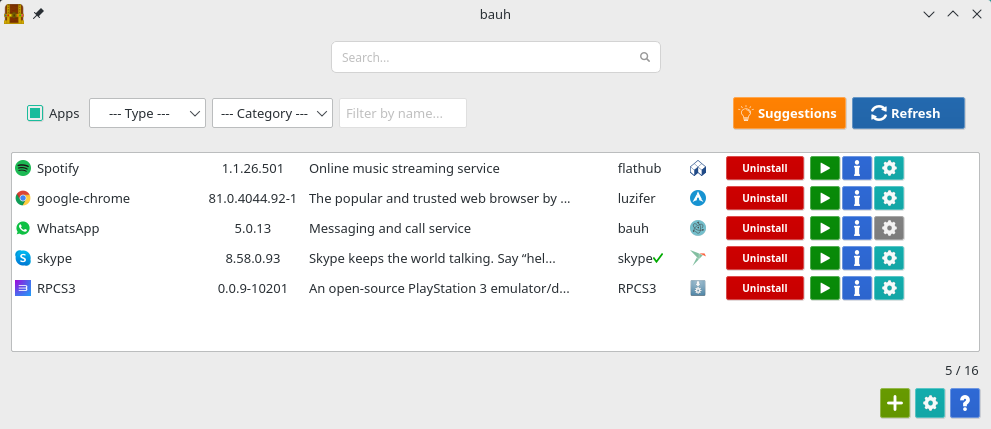 bauh
Search...
Apps --- Type --- --- Category --- Filter by name... Suggestions Refresh
Spotify 1.1.26.501 Online music streaming service flathub Uninstall
google-chrome 81.0.4044.92-1 The popular and trusted web browser by ... luzifer Uninstall
WhatsApp 5.0.13 Messaging and call service bauh Uninstall
skype 8.58.0.93 Skype keeps the world talking. Say “hel... skype Uninstall
RPCS3 0.0.9-10201 An open-source PlayStation 3 emulator/d... RPCS3 Uninstall
5 / 16